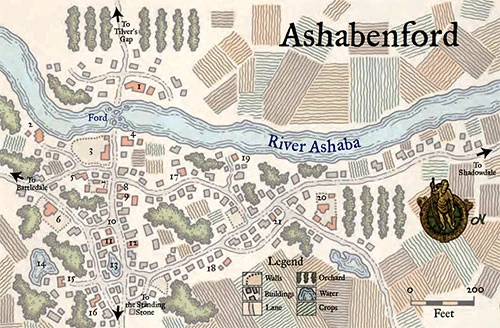 Ashabenford
To
Tilver's
Gap
1
Ford
River Ashaba
2
3
4
To
Shadowdale
19
To
Battledale
5
7
8
9
17
6
10
20
N
11
12
21
14
13
18
Legend
Walls
Orchard
Buildings
Water
Lane
Crops
15
16
To
the Standing
Stone
0
200
Feet